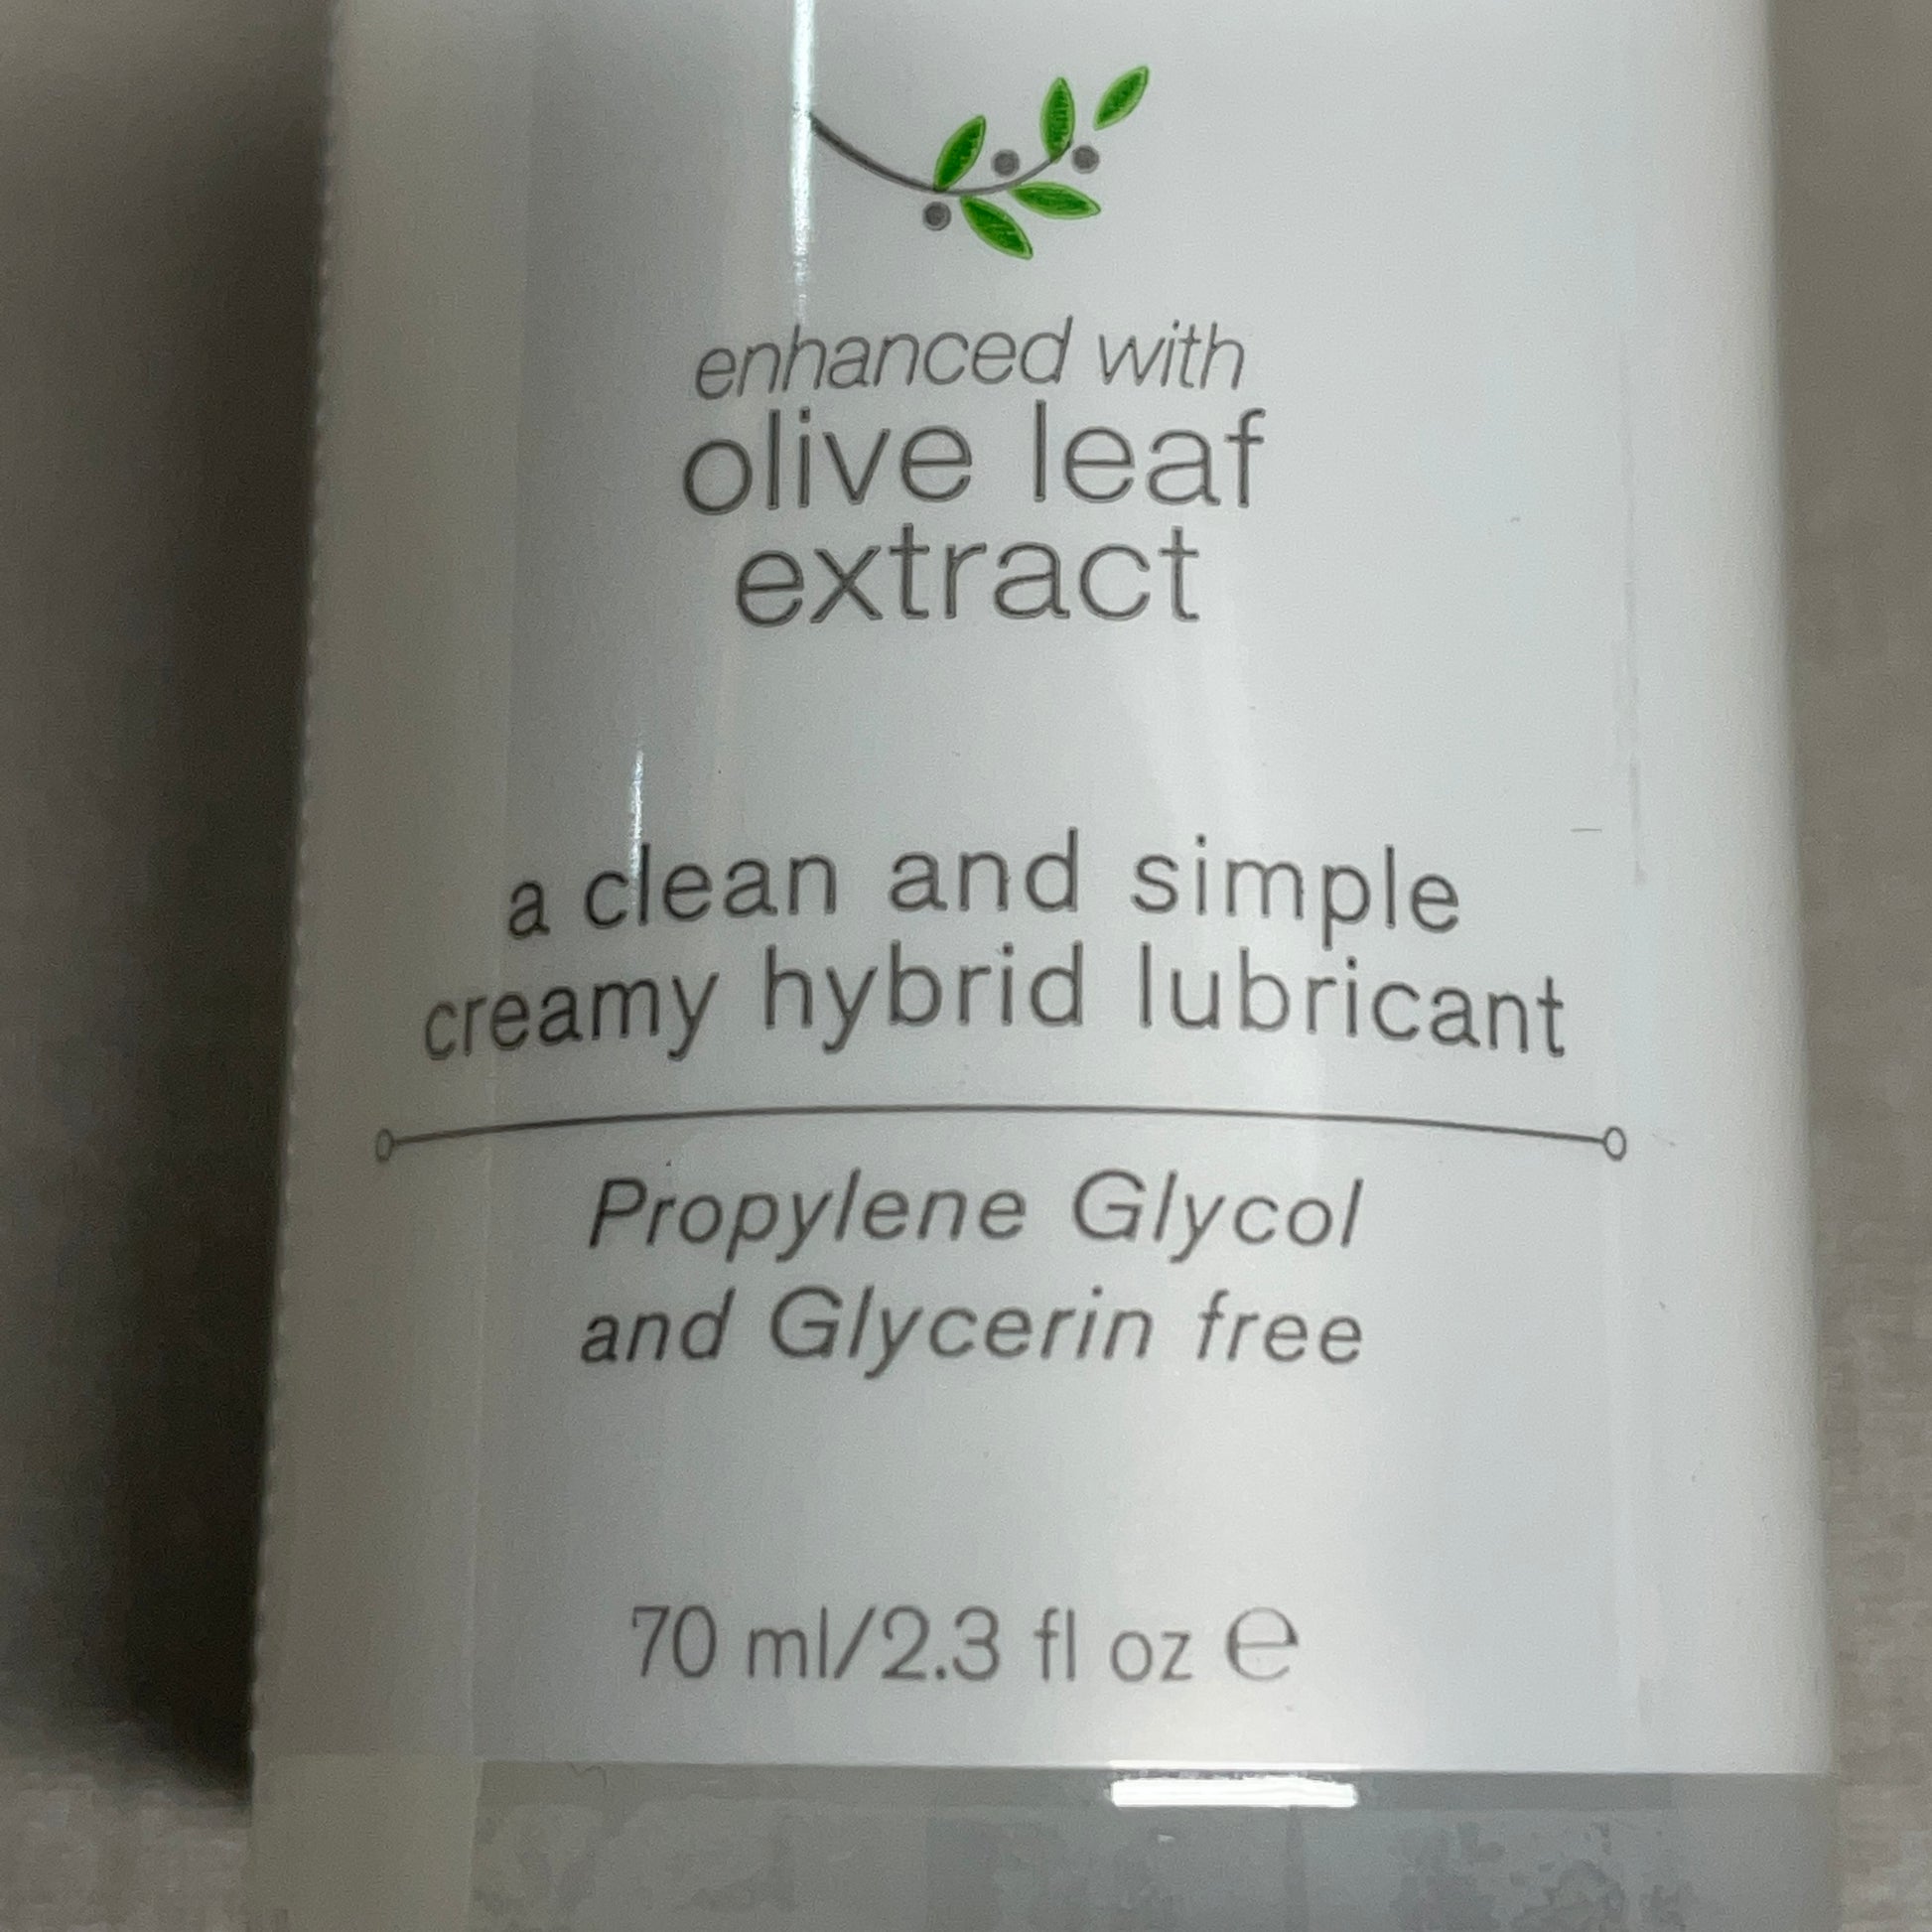 enhanced with
olive leaf
extract
a clean and simple
creamy hybrid lubricant
Propylene Glycol
and Glycerin free
70 ml/2.3 fl oz ℮